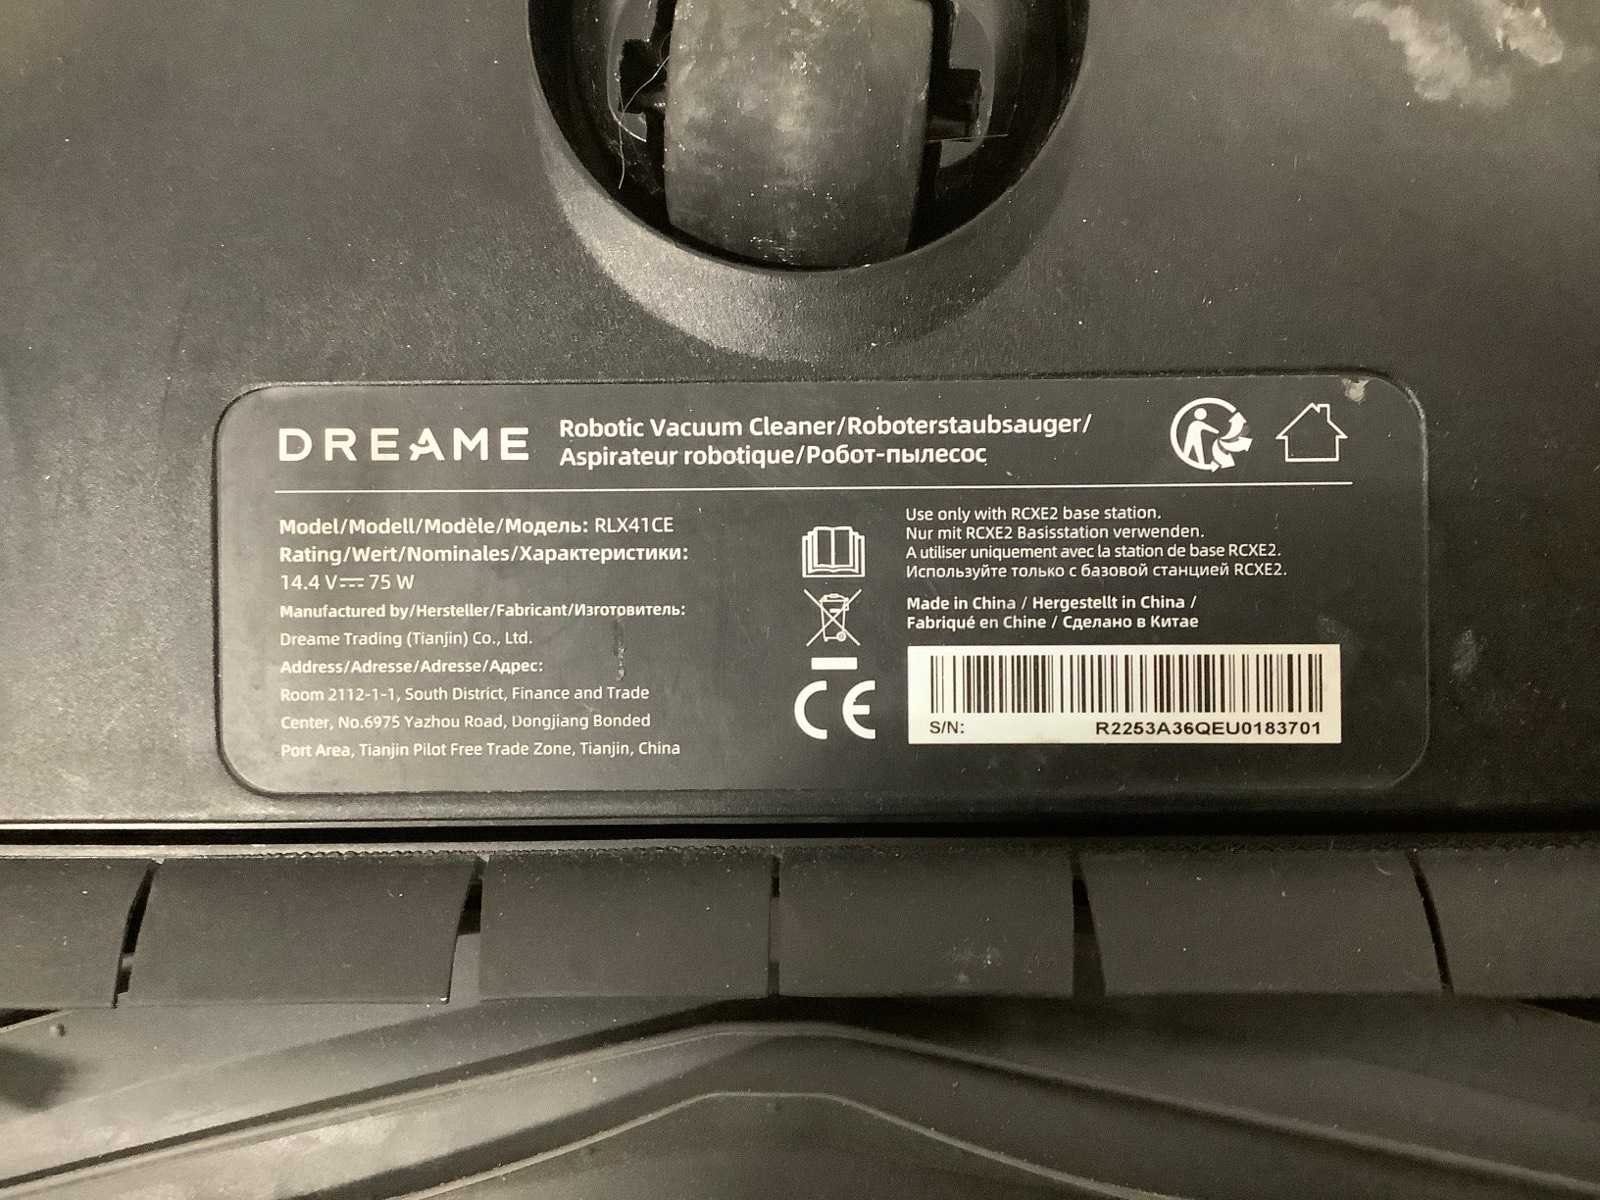 DREAME
Robotic Vacuum Cleaner/Roboterstaubsauger/
Aspirateur robotique/Робот-пылесос
Model/Modell/Modèle/Модель: RLX41CE
Rating/Wert/Nominales/Характеристики:
14.4 V⎓ 75 W
Manufactured by/Hersteller/Fabricant/Изготовитель:
Dreame Trading (Tianjin) Co., Ltd.
Address/Adresse/Adresse/Адрес:
Room 2112-1-1, South District, Finance and Trade
Center, No.6975 Yazhou Road, Dongjiang Bonded
Port Area, Tianjin Pilot Free Trade Zone, Tianjin, China
CE
Use only with RCXE2 base station.
Nur mit RCXE2 Basisstation verwenden.
A utiliser uniquement avec la station de base RCXE2.
Используйте только с базовой станцией RCXE2.
Made in China / Hergestellt in China /
Fabriqué en Chine / Сделано в Китае
S/N: R2253A36QEU0183701